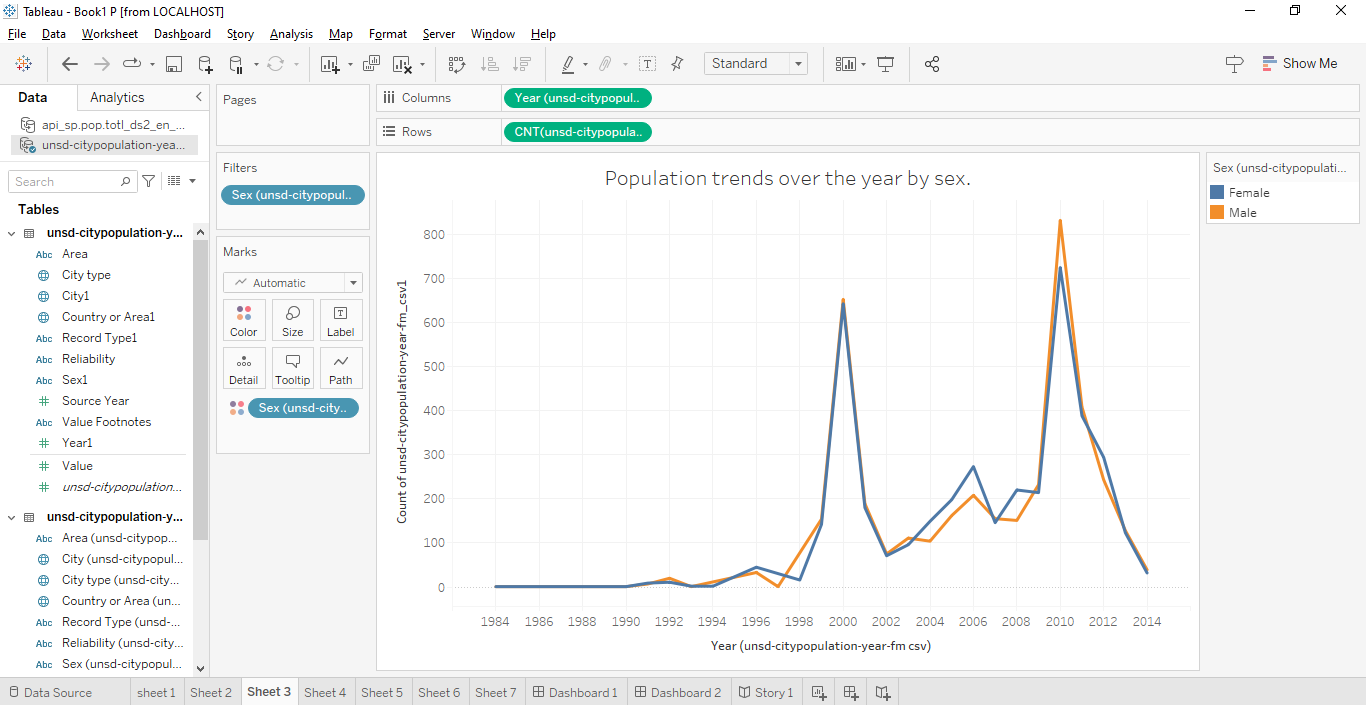 Tableau - Book1 P [from LOCALHOST]
File Data Worksheet Dashboard Story Analysis Map Format Server Window Help
Standard
Show Me
Data Analytics
api_sp.pop.totl_ds2_en_...
unsd-citypopulation-yea...
Search
Tables
unsd-citypopulation-y...
Abc Area
City type
City1
Country or Area1
Abc Record Type1
Abc Reliability
Abc Sex1
Source Year
Abc Value Footnotes
Year1
Value
unsd-citypopulation...
unsd-citypopulation-y...
Abc Area (unsd-citypop...
City (unsd-citypopul...
City type (unsd-city...
Country or Area (un...
Abc Record Type (unsd-...
Abc Reliability (unsd-city...
Abc Sex (unsd-citypopul...
Pages
Filters
Sex (unsd-citypopul..
Marks
Automatic
Color Size Label
Detail Tooltip Path
Sex (unsd-city..
Columns Year (unsd-citypopul..
Rows CNT(unsd-citypopula..
Population trends over the year by sex.
Count of unsd-citypopulation-year-fm_csv1
800
700
600
500
400
300
200
100
0
1984 1986 1988 1990 1992 1994 1996 1998 2000 2002 2004 2006 2008 2010 2012 2014
Year (unsd-citypopulation-year-fm csv)
Sex (unsd-citypopulati...
Female
Male
Data Source sheet 1 Sheet 2 Sheet 3 Sheet 4 Sheet 5 Sheet 6 Sheet 7 Dashboard 1 Dashboard 2 Story 1